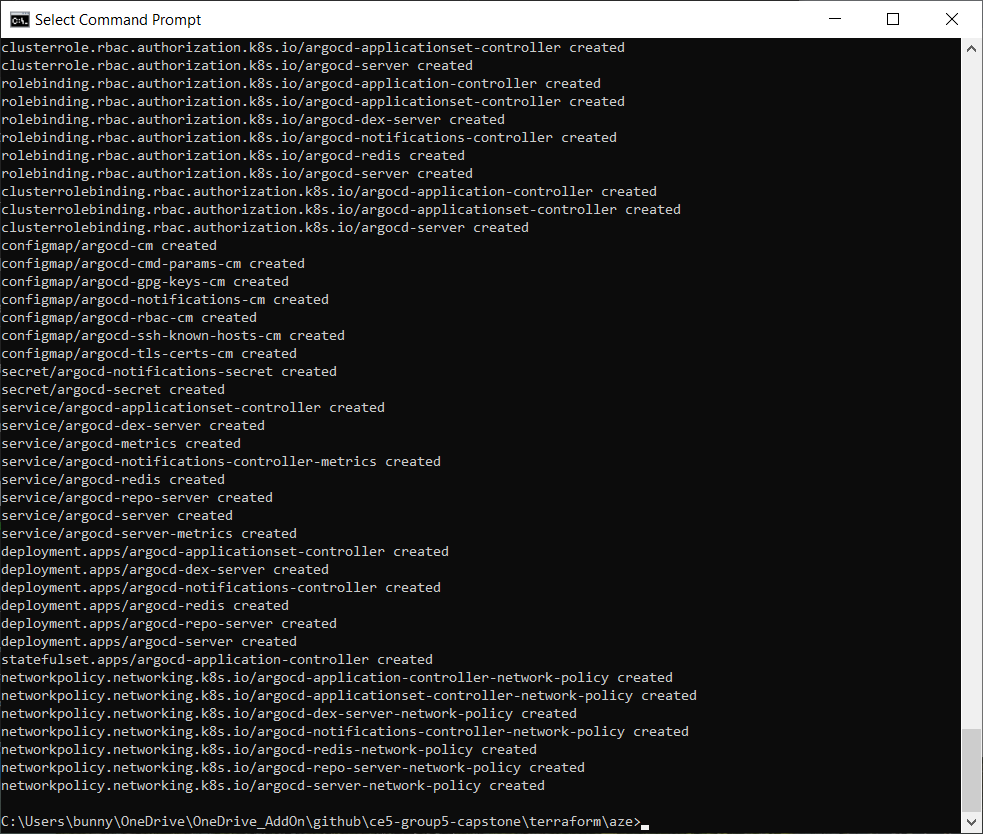 Select Command Prompt
clusterrole.rbac.authorization.k8s.io/argocd-applicationset-controller created
clusterrole.rbac.authorization.k8s.io/argocd-server created
rolebinding.rbac.authorization.k8s.io/argocd-application-controller created
rolebinding.rbac.authorization.k8s.io/argocd-applicationset-controller created
rolebinding.rbac.authorization.k8s.io/argocd-dex-server created
rolebinding.rbac.authorization.k8s.io/argocd-notifications-controller created
rolebinding.rbac.authorization.k8s.io/argocd-redis created
rolebinding.rbac.authorization.k8s.io/argocd-server created
clusterrolebinding.rbac.authorization.k8s.io/argocd-application-controller created
clusterrolebinding.rbac.authorization.k8s.io/argocd-applicationset-controller created
clusterrolebinding.rbac.authorization.k8s.io/argocd-server created
configmap/argocd-cm created
configmap/argocd-cmd-params-cm created
configmap/argocd-gpg-keys-cm created
configmap/argocd-notifications-cm created
configmap/argocd-rbac-cm created
configmap/argocd-ssh-known-hosts-cm created
configmap/argocd-tls-certs-cm created
secret/argocd-notifications-secret created
secret/argocd-secret created
service/argocd-applicationset-controller created
service/argocd-dex-server created
service/argocd-metrics created
service/argocd-notifications-controller-metrics created
service/argocd-redis created
service/argocd-repo-server created
service/argocd-server created
service/argocd-server-metrics created
deployment.apps/argocd-applicationset-controller created
deployment.apps/argocd-dex-server created
deployment.apps/argocd-notifications-controller created
deployment.apps/argocd-redis created
deployment.apps/argocd-repo-server created
deployment.apps/argocd-server created
statefulset.apps/argocd-application-controller created
networkpolicy.networking.k8s.io/argocd-application-controller-network-policy created
networkpolicy.networking.k8s.io/argocd-applicationset-controller-network-policy created
networkpolicy.networking.k8s.io/argocd-dex-server-network-policy created
networkpolicy.networking.k8s.io/argocd-notifications-controller-network-policy created
networkpolicy.networking.k8s.io/argocd-redis-network-policy created
networkpolicy.networking.k8s.io/argocd-repo-server-network-policy created
networkpolicy.networking.k8s.io/argocd-server-network-policy created
C:\Users\bunny\OneDrive\OneDrive_AddOn\github\ce5-group5-capstone\terraform\aze>